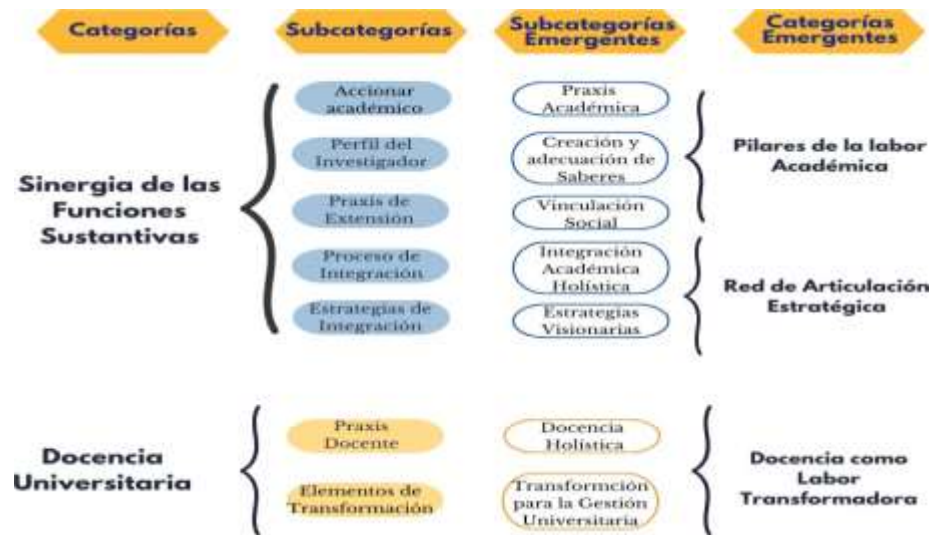 Categorías
Subcategorías
Subcategorías
Emergentes
Categorías
Emergentes
Sinergia de las
Funciones
Sustantivas
Accionar
académico
Perfil del
Investigador
Praxis de
Extensión
Proceso de
Integración
Estrategias de
Integración
Praxis
Académica
Creación y
adecuación de
Saberes
Vinculación
Social
Integración
Académica
Holística
Estrategias
Visionarias
Pilares de la labor
Académica
Red de Articulación
Estratégica
Docencia
Universitaria
Praxis
Docente
Elementos de
Transformación
Docencia
Holística
Transformción
para la Gestión
Universitaria
Docencia como
Labor
Transformadora